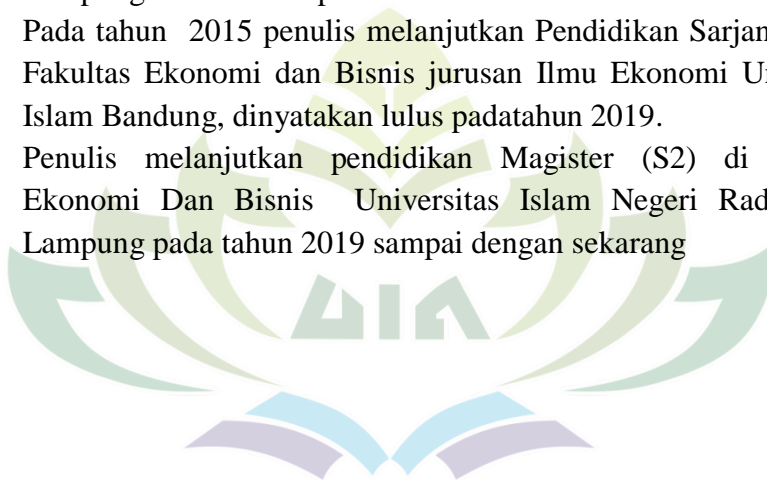 Pada tahun 2015 penulis melanjutkan Pendidikan Sarjan
Fakultas Ekonomi dan Bisnis jurusan Ilmu Ekonomi U
Islam Bandung, dinyatakan lulus padatahun 2019.
Penulis melanjutkan pendidikan Magister (S2) di
Ekonomi Dan Bisnis Universitas Islam Negeri Rad
Lampung pada tahun 2019 sampai dengan sekarang
UIN